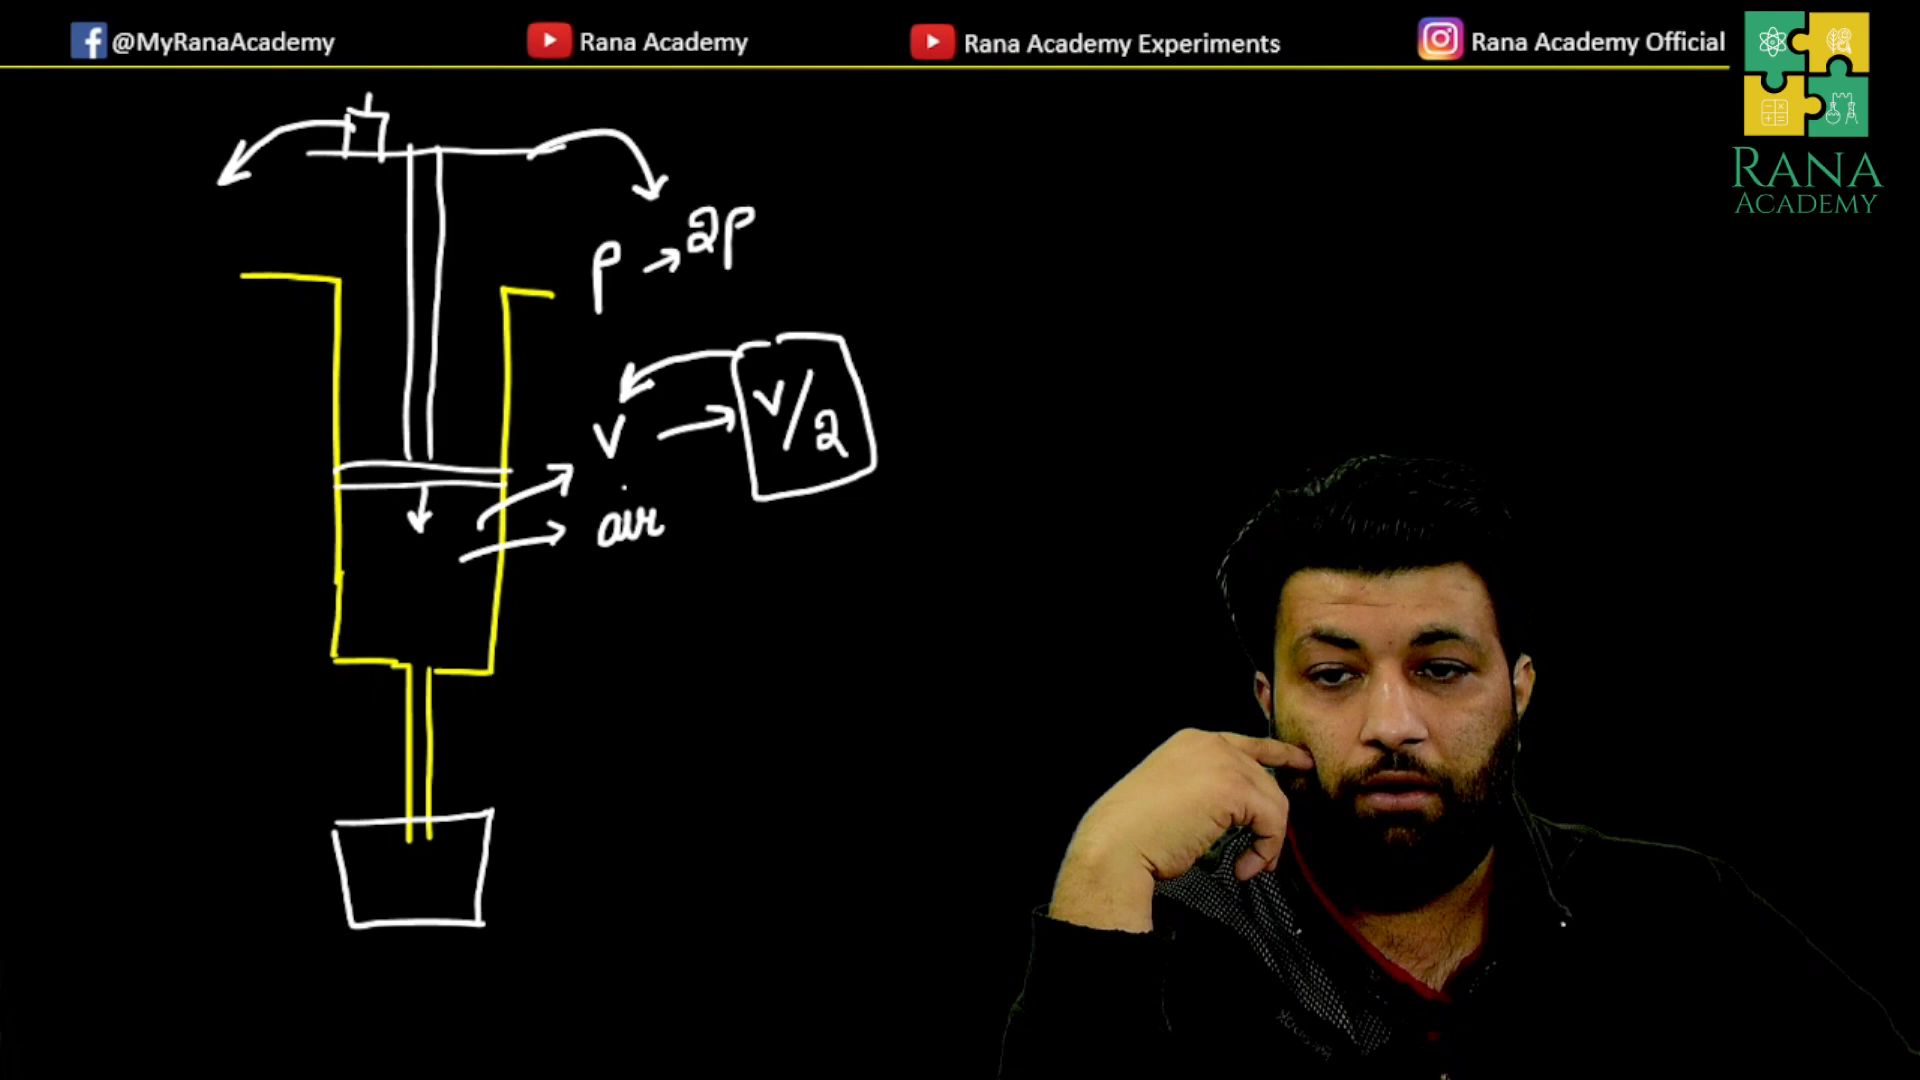 @MyRanaAcademy
Rana Academy
Rana Academy Experiments
Rana Academy Official
RANA
ACADEMY
P → 2P
V → V/2
air